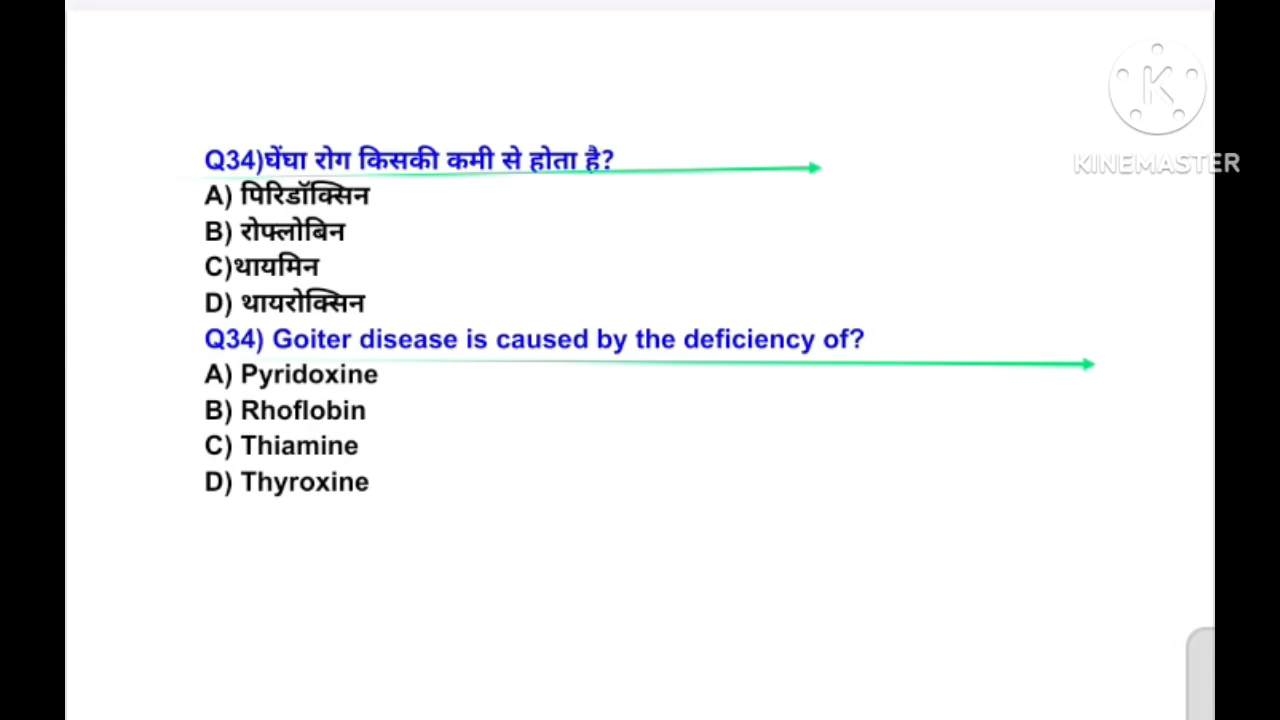 Q34)घेंघा रोग किसकी कमी से होता है?
A) पिरिडॉक्सिन
B) रोफ्लोबिन
C)थायमिन
D) थायरोक्सिन
Q34) Goiter disease is caused by the deficiency of?
A) Pyridoxine
B) Rhoflobin
C) Thiamine
D) Thyroxine
K
KINEMASTER